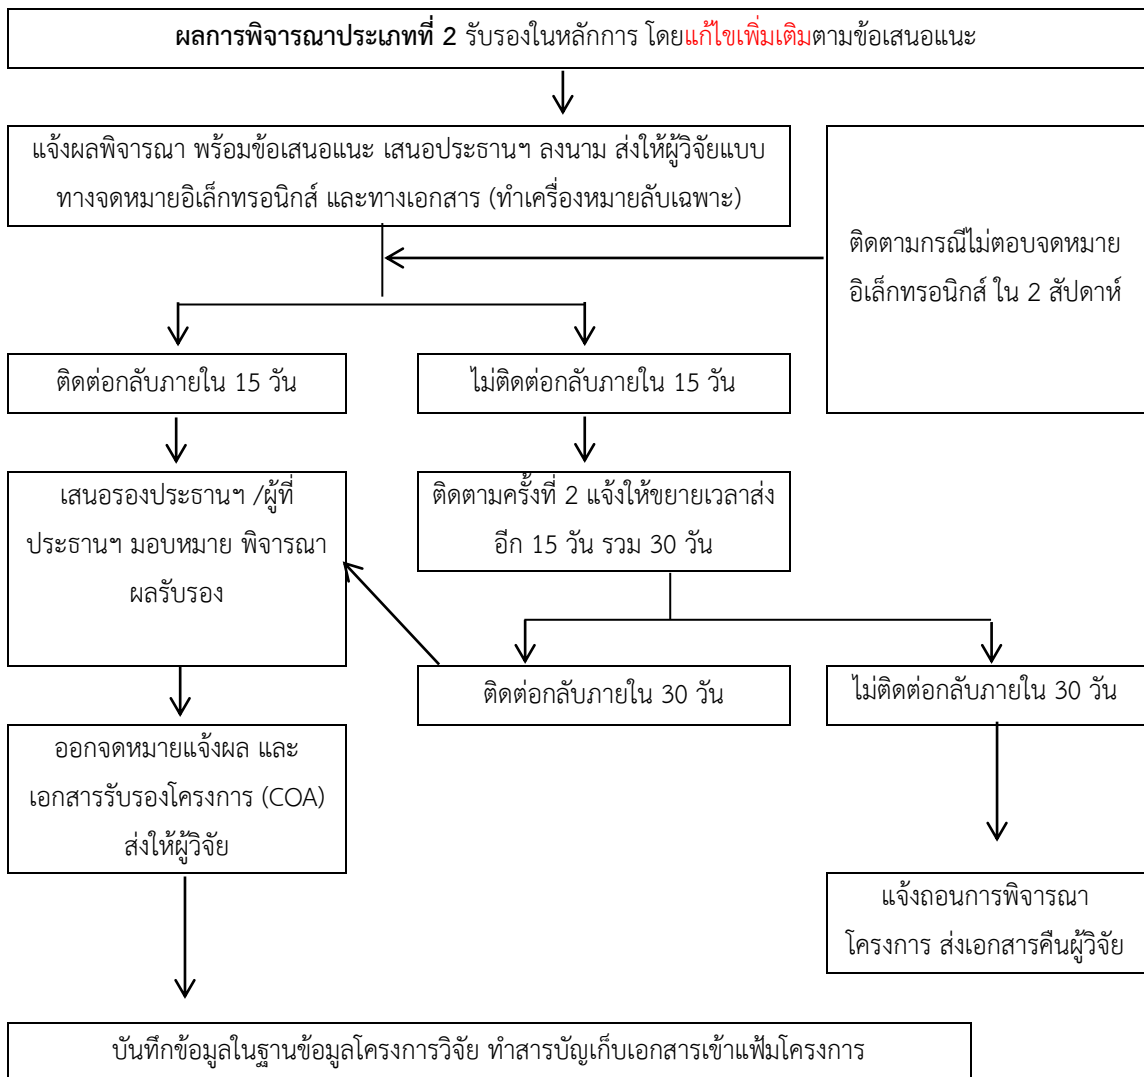 ผลการพิจารณาประเภทที่ 2 รับรองในหลักการ โดยแก้ไขเพิ่มเติมตามข้อเสนอแนะ
แจ้งผลพิจารณา พร้อมข้อเสนอแนะ เสนอประธานฯ ลงนาม ส่งให้ผู้วิจัยแบบ
ทางจดหมายอิเล็กทรอนิกส์ และทางเอกสาร (ทำเครื่องหมายลับเฉพาะ)
ติดตามกรณีไม่ตอบจดหมาย
อิเล็กทรอนิกส์ ใน 2 สัปดาห์
ติดต่อกลับภายใน 15 วัน
ไม่ติดต่อกลับภายใน 15 วัน
เสนอรองประธานฯ /ผู้ที่
ประธานฯ มอบหมาย พิจารณา
ผลรับรอง
ติดตามครั้งที่ 2 แจ้งให้ขยายเวลาส่ง
อีก 15 วัน รวม 30 วัน
ติดต่อกลับภายใน 30 วัน
ไม่ติดต่อกลับภายใน 30 วัน
ออกจดหมายแจ้งผล และ
เอกสารรับรองโครงการ (COA)
ส่งให้ผู้วิจัย
แจ้งถอนการพิจารณา
โครงการ ส่งเอกสารคืนผู้วิจัย
บันทึกข้อมูลในฐานข้อมูลโครงการวิจัย ทำสารบัญเก็บเอกสารเข้าแฟ้มโครงการ